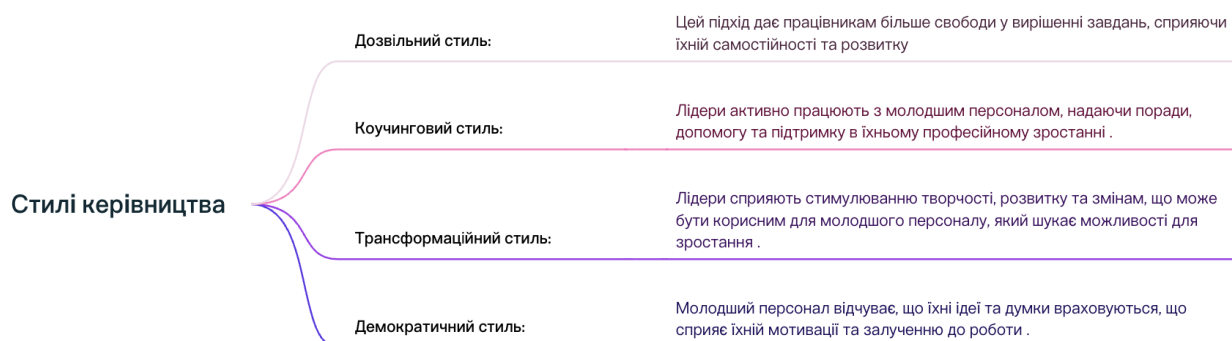 Стилі керівництва
Дозвільний стиль:
Цей підхід дає працівникам більше свободи у вирішенні завдань, сприяючи
їхній самостійності та розвитку
Коучинговий стиль:
Лідери активно працюють з молодшим персоналом, надаючи поради,
допомогу та підтримку в їхньому професійному зростанні .
Трансформаційний стиль:
Лідери сприяють стимулюванню творчості, розвитку та змінам, що може
бути корисним для молодшого персоналу, який шукає можливості для
зростання .
Демократичний стиль:
Молодший персонал відчуває, що їхні ідеї та думки враховуються, що
сприяє їхній мотивації та залученню до роботи .